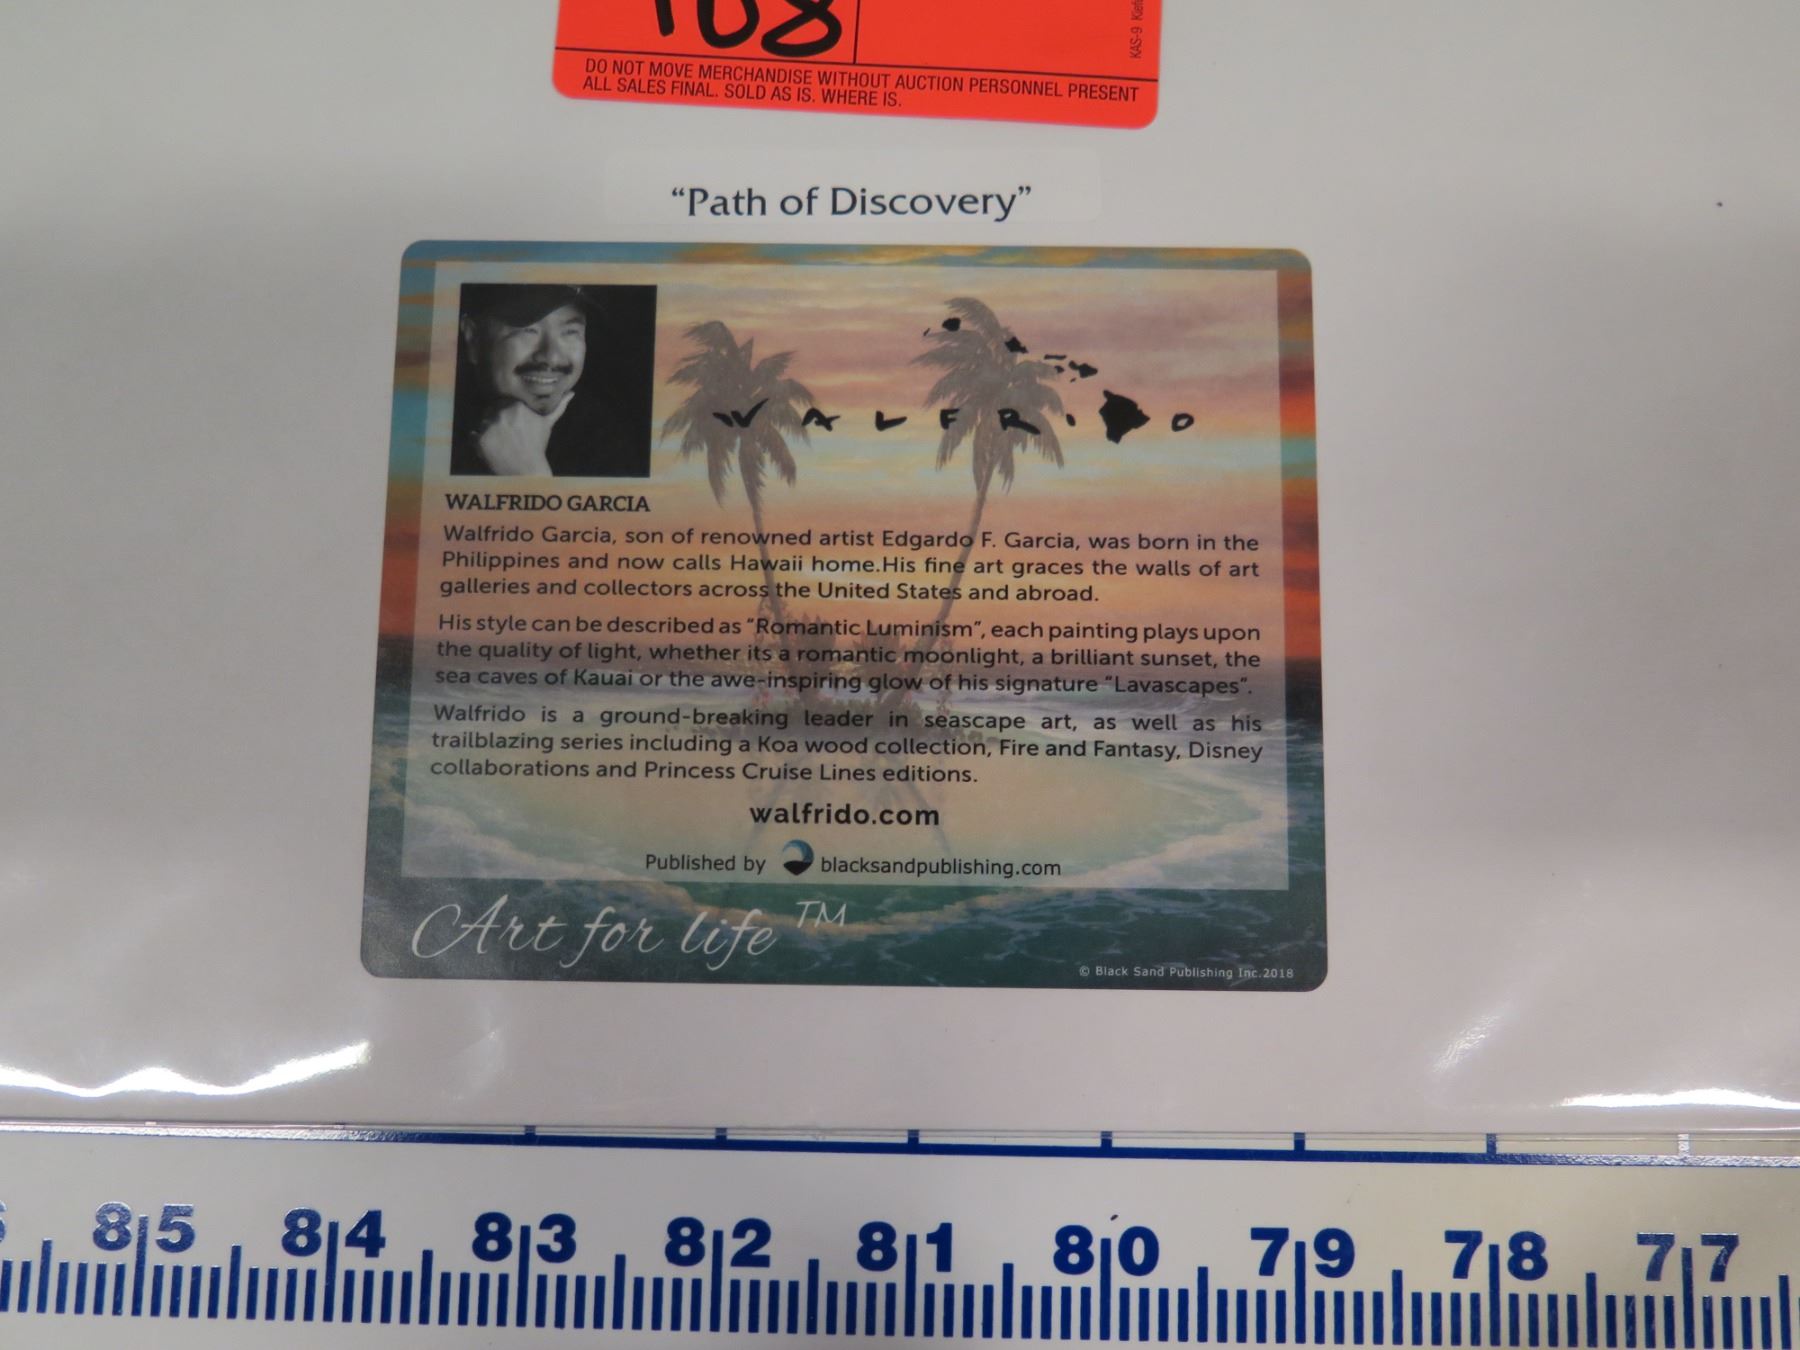 108
KAS-9
DO NOT MOVE MERCHANDISE WITHOUT AUCTION PERSONNEL PRESENT
ALL SALES FINAL. SOLD AS IS. WHERE IS.
“Path of Discovery”
WALFRIDO
WALFRIDO GARCIA
Walfrido Garcia, son of renowned artist Edgardo F. Garcia, was born in the
Philippines and now calls Hawaii home.His fine art graces the walls of art
galleries and collectors across the United States and abroad.
His style can be described as “Romantic Luminism”, each painting plays upon
the quality of light, whether its a romantic moonlight, a brilliant sunset, the
sea caves of Kauai or the awe-inspiring glow of his signature “Lavascapes”.
Walfrido is a ground-breaking leader in seascape art, as well as his
trailblazing series including a Koa wood collection, Fire and Fantasy, Disney
collaborations and Princess Cruise Lines editions.
walfrido.com
Published by blacksandpublishing.com
Art for life ™
© Black Sand Publishing Inc.2018
85 84 83 82 81 80 79 78 77